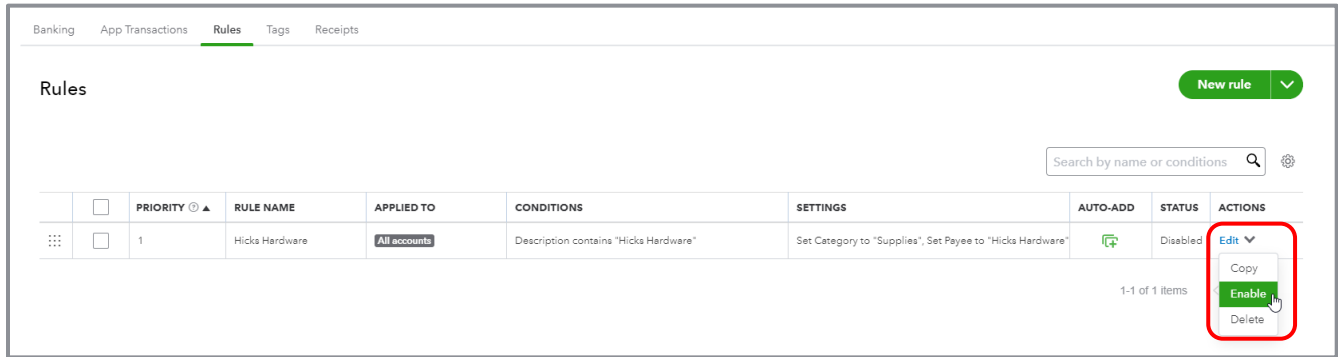 Banking App Transactions Rules Tags Receipts
Rules
New rule
Search by name or conditions
PRIORITY RULE NAME APPLIED TO CONDITIONS SETTINGS AUTO-ADD STATUS ACTIONS
1 Hicks Hardware All accounts Description contains "Hicks Hardware" Set Category to "Supplies", Set Payee to "Hicks Hardware" Disabled Edit
Copy
1-1 of 1 items Enable
Delete